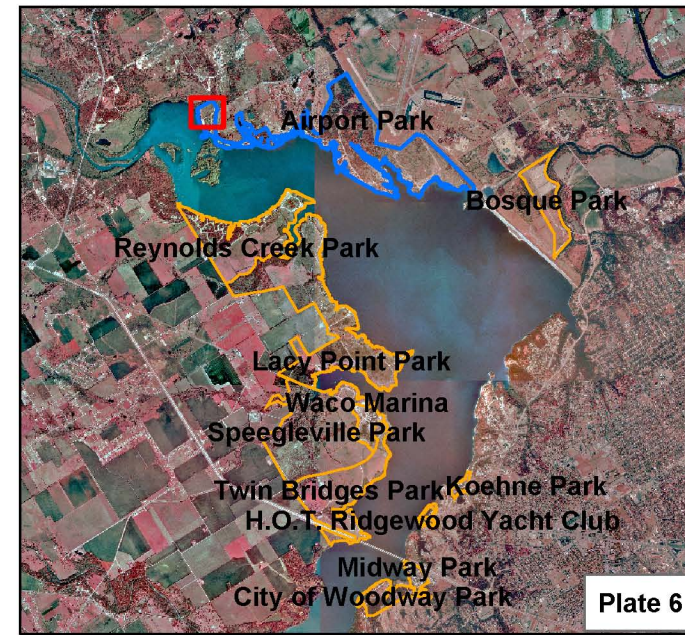 Airport Park
Bosque Park
Reynolds Creek Park
Lacy Point Park
Waco Marina
Speegleville Park
Twin Bridges Park
Koehne Park
H.O.T. Ridgewood Yacht Club
Midway Park
City of Woodway Park
Plate 6